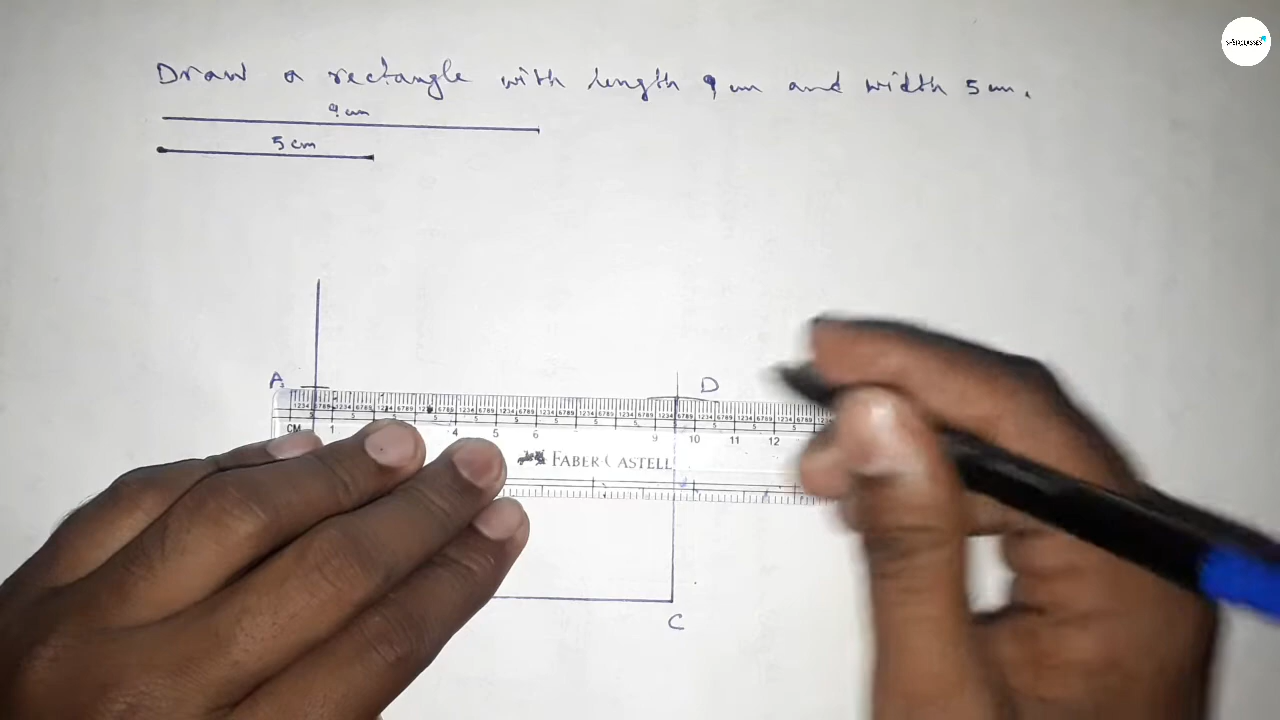 Draw a rectangle with length 9 cm and width 5 cm.
9 cm
5 cm
A
D
CM 1 4 5 6 9 10 11 12
FABER CASTELL
C